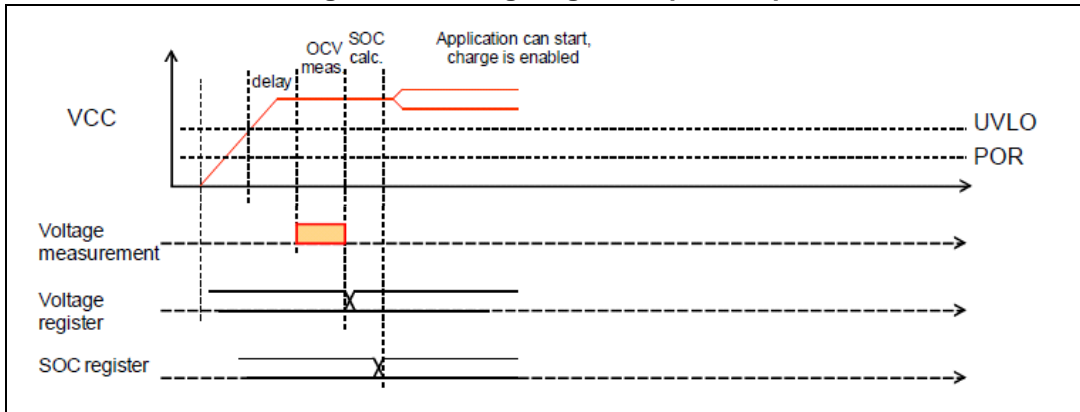 OCV
meas
SOC
calc.
Application can start,
charge is enabled
delay
VCC
UVLO
POR
Voltage
measurement
Voltage
register
SOC register